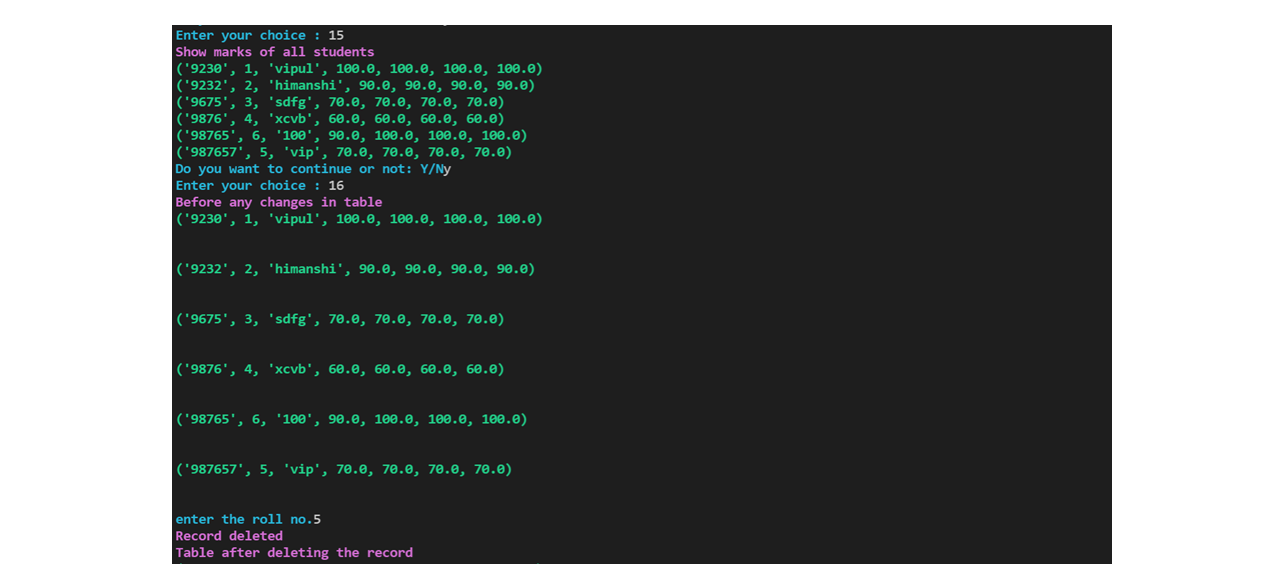 Enter your choice : 15
Show marks of all students
('9230', 1, 'vipul', 100.0, 100.0, 100.0, 100.0)
('9232', 2, 'himanshi', 90.0, 90.0, 90.0, 90.0)
('9675', 3, 'sdfg', 70.0, 70.0, 70.0, 70.0)
('9876', 4, 'xcvb', 60.0, 60.0, 60.0, 60.0)
('98765', 6, '100', 90.0, 100.0, 100.0, 100.0)
('987657', 5, 'vip', 70.0, 70.0, 70.0, 70.0)
Do you want to continue or not: Y/Ny
Enter your choice : 16
Before any changes in table
('9230', 1, 'vipul', 100.0, 100.0, 100.0, 100.0)
('9232', 2, 'himanshi', 90.0, 90.0, 90.0, 90.0)
('9675', 3, 'sdfg', 70.0, 70.0, 70.0, 70.0)
('9876', 4, 'xcvb', 60.0, 60.0, 60.0, 60.0)
('98765', 6, '100', 90.0, 100.0, 100.0, 100.0)
('987657', 5, 'vip', 70.0, 70.0, 70.0, 70.0)
enter the roll no.5
Record deleted
Table after deleting the record